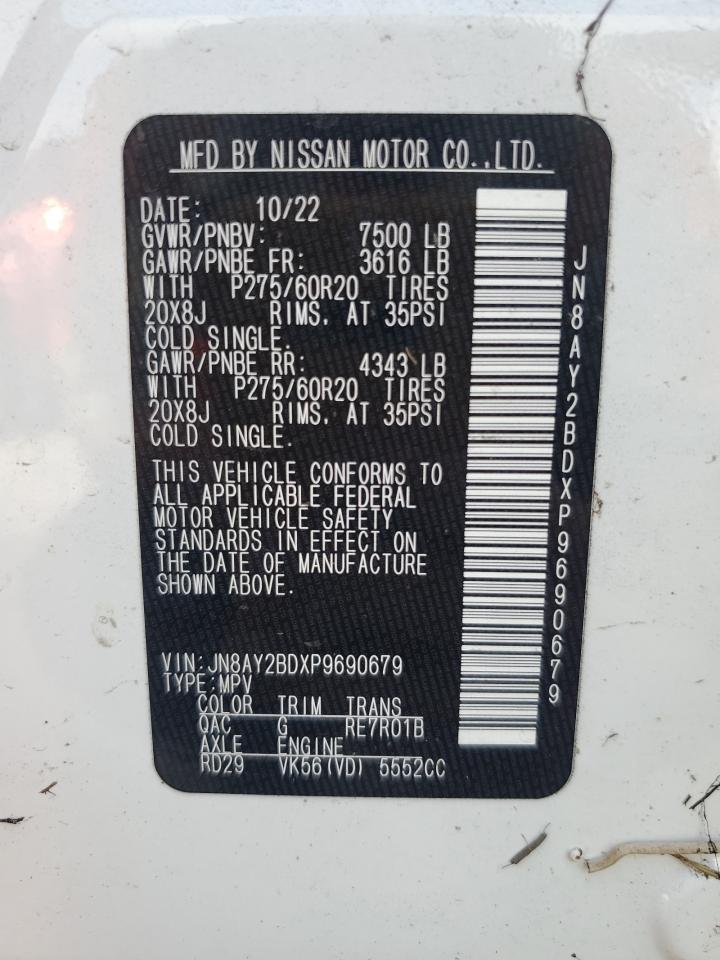 MFD BY NISSAN MOTOR CO.,LTD.
DATE: 10/22
GVWR/PNBV: 7500 LB
GAWR/PNBE FR: 3616 LB
WITH P275/60R20 TIRES
20X8J RIMS, AT 35PSI
COLD SINGLE.
GAWR/PNBE RR: 4343 LB
WITH P275/60R20 TIRES
20X8J RIMS, AT 35PSI
COLD SINGLE.
THIS VEHICLE CONFORMS TO
ALL APPLICABLE FEDERAL
MOTOR VEHICLE SAFETY
STANDARDS IN EFFECT ON
THE DATE OF MANUFACTURE
SHOWN ABOVE.
VIN:JN8AY2BDXP9690679
TYPE:MPV
COLOR TRIM TRANS
QAC G RE7R01B
AXLE ENGINE
RD29 VK56(VD) 5552CC
JN8AY2BDXP9690679